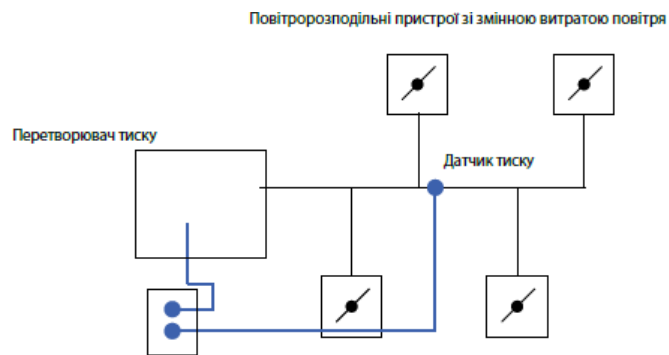 Повітророзподільні пристрої зі змінною витратою повітря
Перетворювач тиску
Датчик тиску